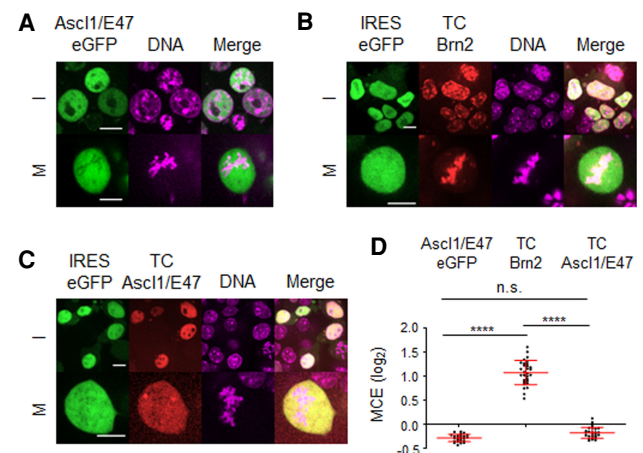 A
Ascl1/E47
eGFP DNA Merge
I
M
B
IRES TC
eGFP Brn2 DNA Merge
I
M
C
IRES TC
eGFP Ascl1/E47 DNA Merge
I
M
D
Ascl1/E47 TC TC
eGFP Brn2 Ascl1/E47
n.s.
**** ****
MCE (log2)
2.0
1.5
1.0
0.5
0.0
-0.5